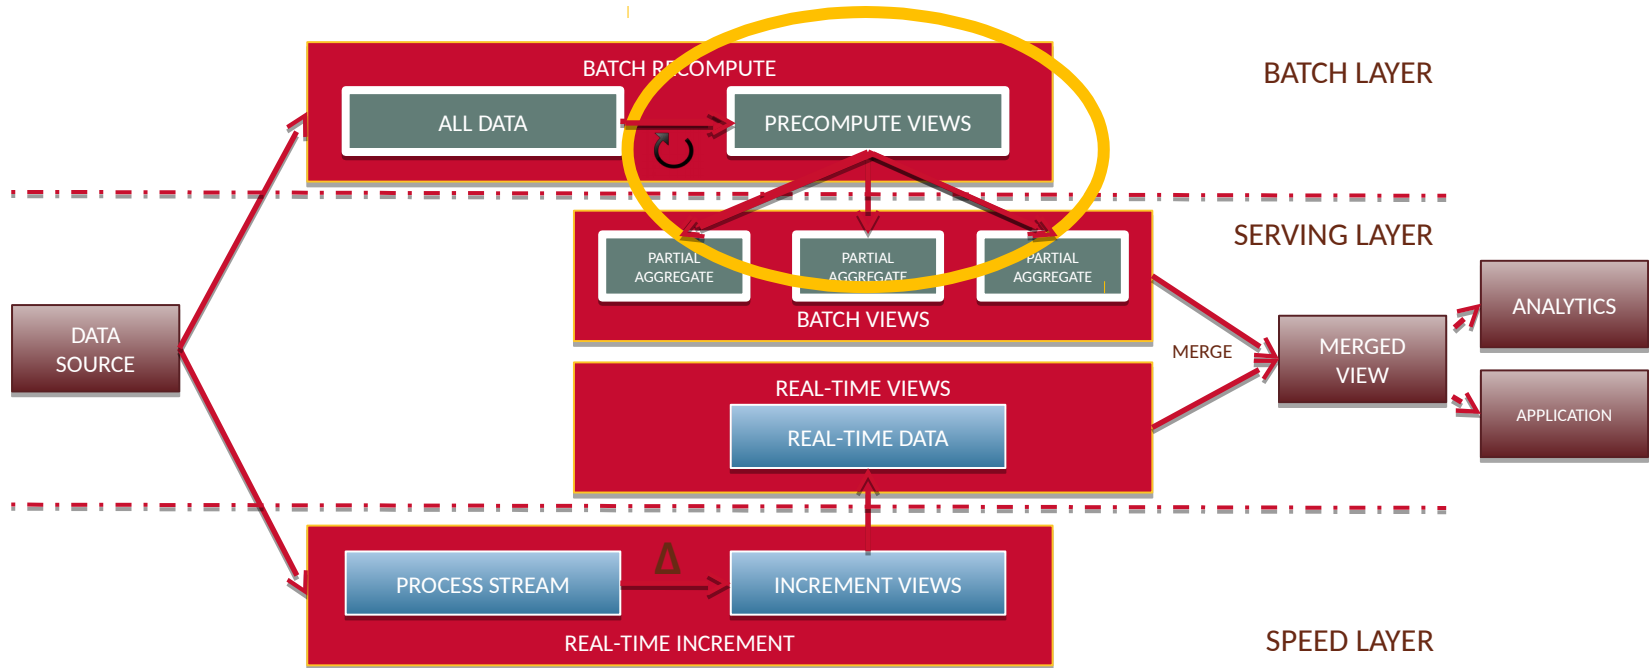 BATCH RECOMPUTE
BATCH LAYER
ALL DATA
PRECOMPUTE VIEWS
SERVING LAYER
PARTIAL
AGGREGATE
PARTIAL
AGGREGATE
PARTIAL
AGGREGATE
BATCH VIEWS
DATA
SOURCE
MERGE
MERGED
VIEW
ANALYTICS
APPLICATION
REAL-TIME VIEWS
REAL-TIME DATA
Δ
PROCESS STREAM
INCREMENT VIEWS
REAL-TIME INCREMENT
SPEED LAYER